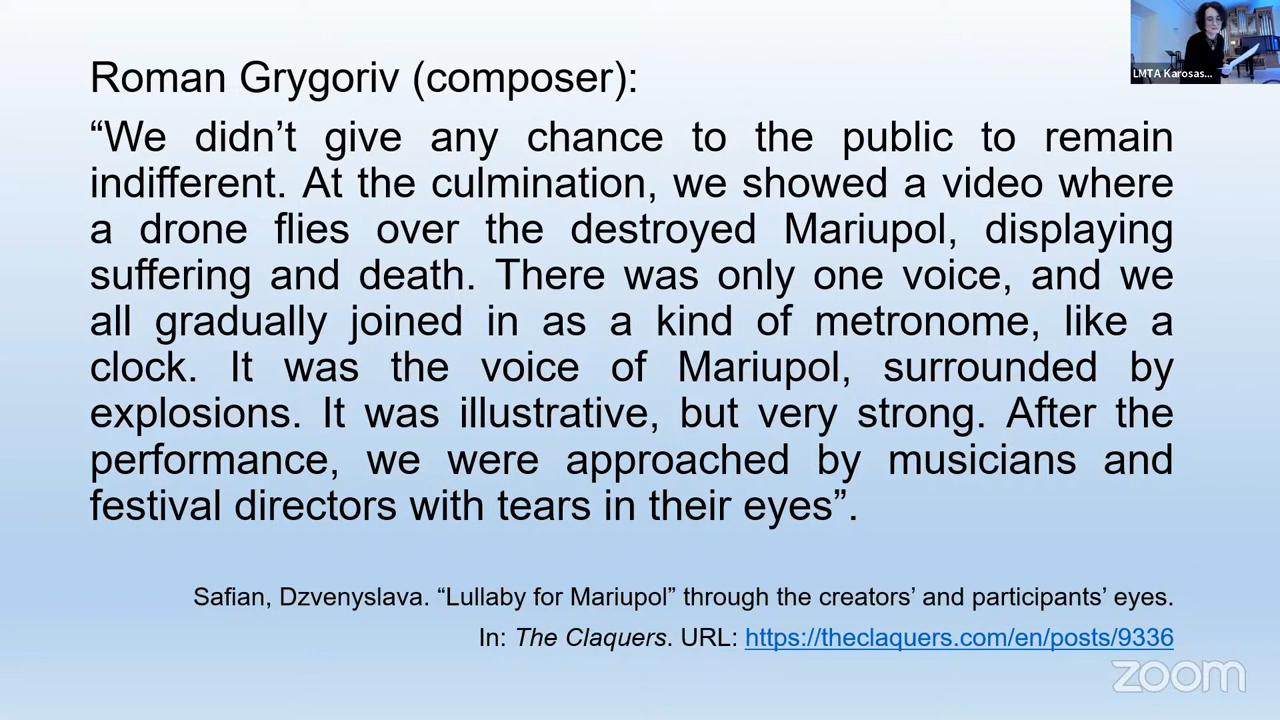 Roman Grygoriv (composer):
“We didn’t give any chance to the public to remain
indifferent. At the culmination, we showed a video where
a drone flies over the destroyed Mariupol, displaying
suffering and death. There was only one voice, and we
all gradually joined in as a kind of metronome, like a
clock. It was the voice of Mariupol, surrounded by
explosions. It was illustrative, but very strong. After the
performance, we were approached by musicians and
festival directors with tears in their eyes”.
Safian, Dzvenyslava. “Lullaby for Mariupol” through the creators’ and participants’ eyes.
In: The Claquers. URL: https://theclaquers.com/en/posts/9336
LMTA Karosas...
zoom